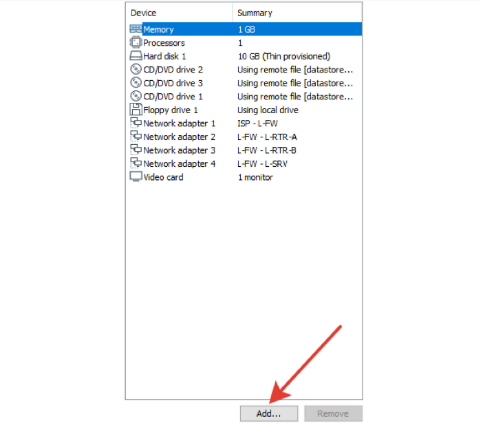 Device Summary
Memory 1 GB
Processors 1
Hard disk 1 10 GB (Thin provisioned)
CD/DVD drive 2 Using remote file [datastore...
CD/DVD drive 3 Using remote file [datastore...
CD/DVD drive 1 Using remote file [datastore...
Floppy drive 1 Using local drive
Network adapter 1 ISP - L-FW
Network adapter 2 L-FW - L-RTR-A
Network adapter 3 L-FW - L-RTR-B
Network adapter 4 L-FW - L-SRV
Video card 1 monitor
Add... Remove